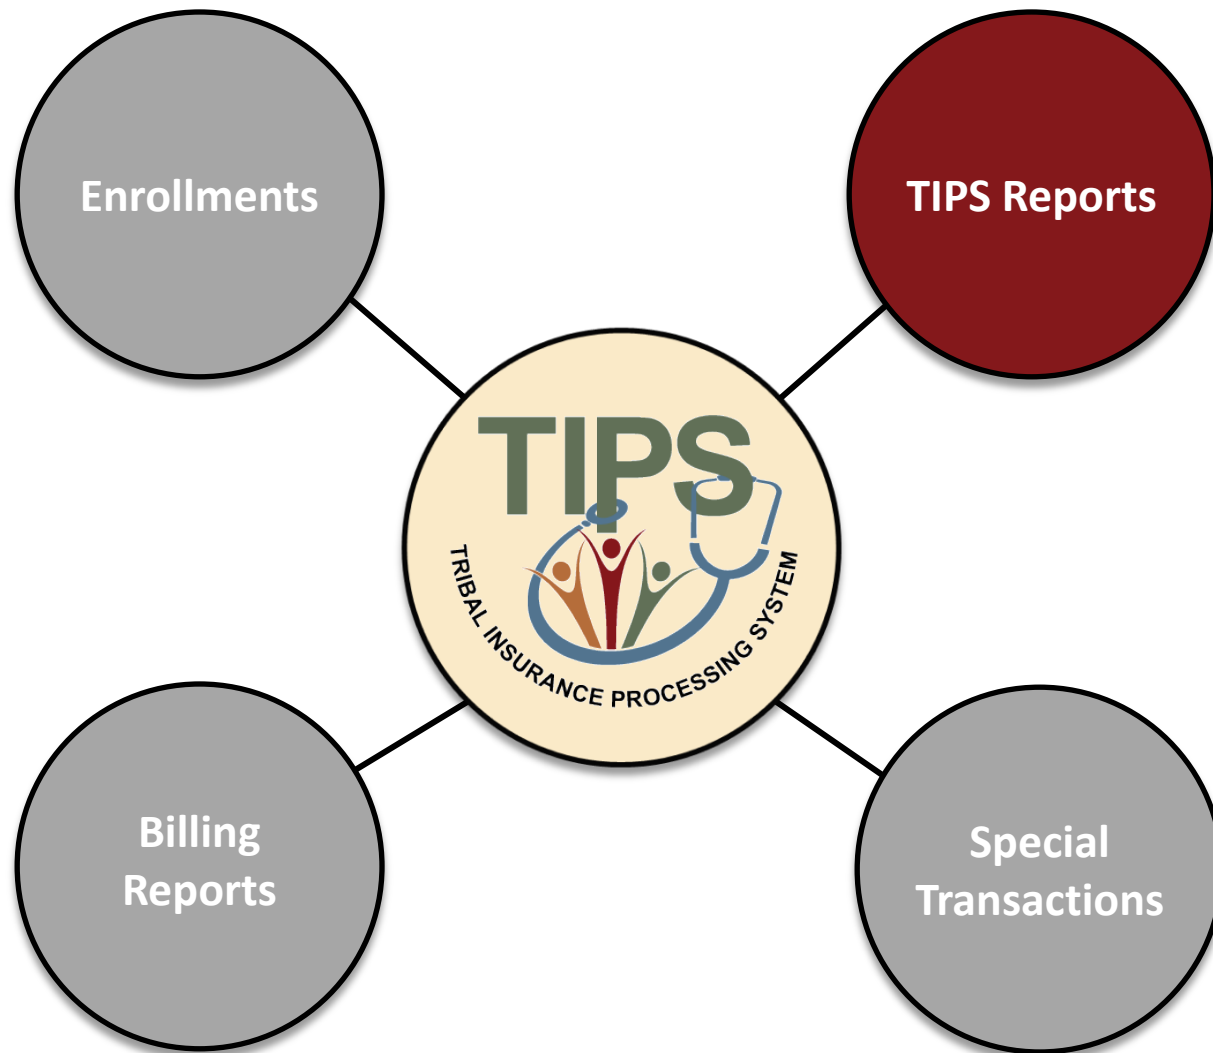 Enrollments
TIPS Reports
TIPS
TRIBAL INSURANCE PROCESSING SYSTEM
Billing
Reports
Special
Transactions